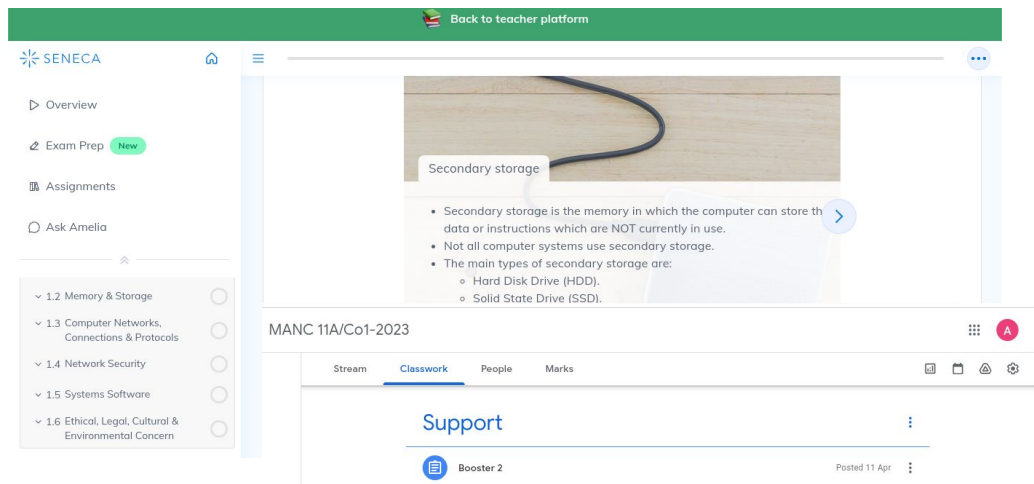 Back to teacher platform
SENECA
Overview
Exam Prep New
Assignments
Ask Amelia
1.2 Memory & Storage
1.3 Computer Networks,
Connections & Protocols
1.4 Network Security
1.5 Systems Software
1.6 Ethical, Legal, Cultural &
Environmental Concern
Secondary storage
• Secondary storage is the memory in which the computer can store
data or instructions which are NOT currently in use.
• Not all computer systems use secondary storage.
• The main types of secondary storage are:
Hard Disk Drive (HDD).
Solid State Drive (SSD).
MANC 11A/Co1-2023
A
Stream Classwork People Marks
Support
Booster 2 Posted 11 Apr